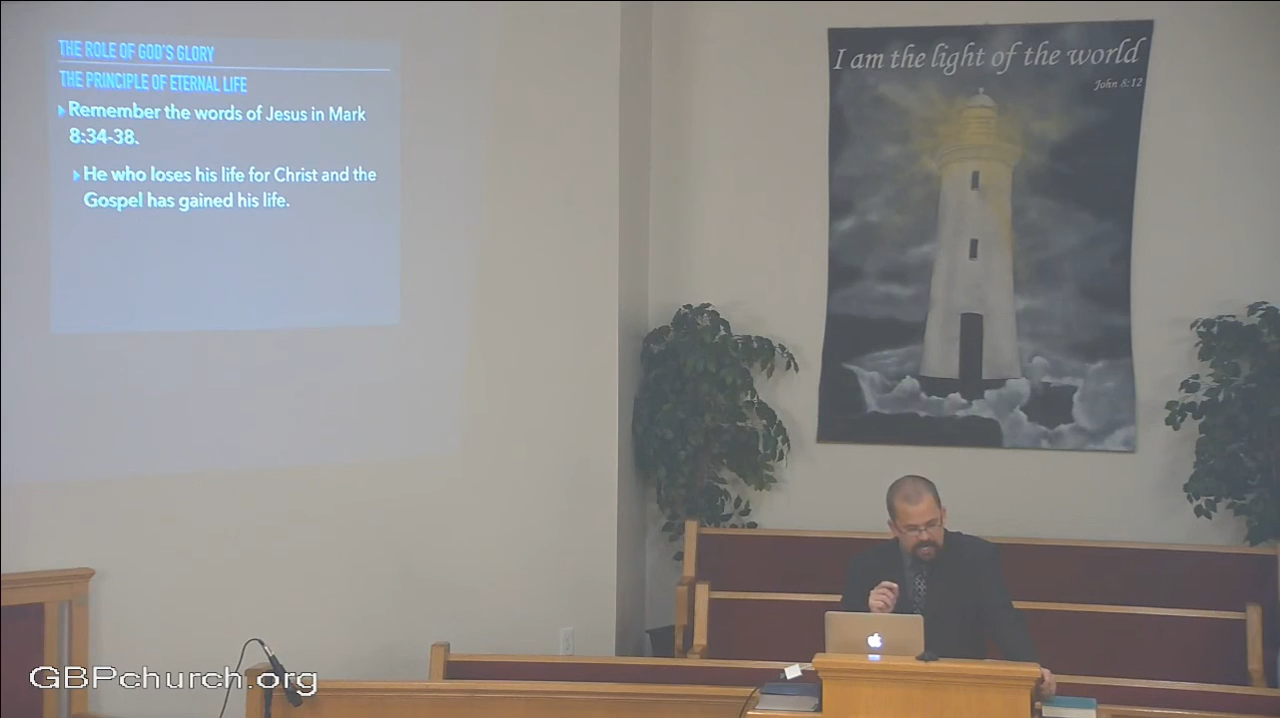 THE ROLE OF GOD'S GLORY
THE PRINCIPLE OF ETERNAL LIFE
Remember the words of Jesus in Mark
8:34-38.
He who loses his life for Christ and the
Gospel has gained his life.
I am the light of the world
John 8:12
GBPchurch.org